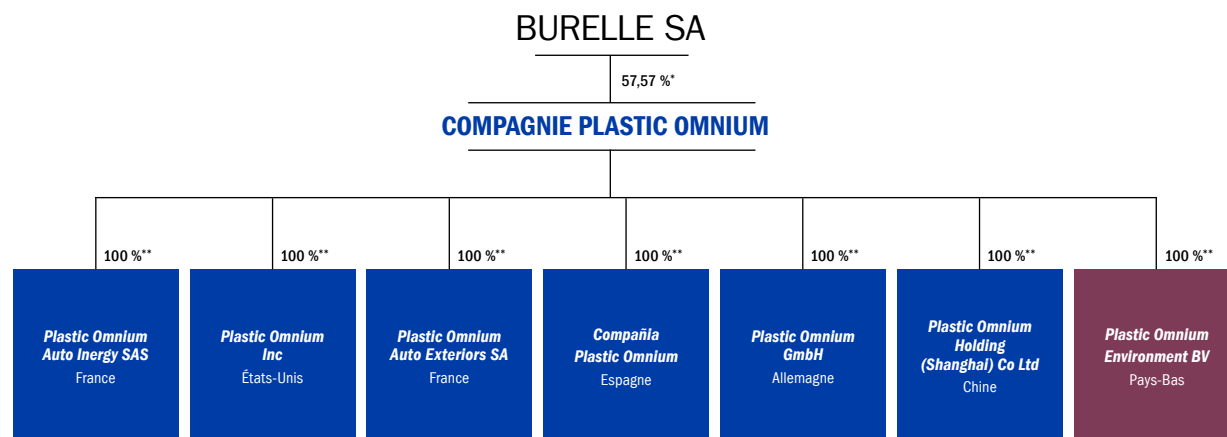 BURELLE SA
57,57 %*
COMPAGNIE PLASTIC OMNIUM
100 %**
100 %**
100 %**
100 %**
100 %**
100 %**
100 %**
Plastic Omnium
Auto Inergy SAS
France
Plastic Omnium
Inc
États-Unis
Plastic Omnium
Auto Exteriors SA
France
Compañia
Plastic Omnium
Espagne
Plastic Omnium
GmbH
Allemagne
Plastic Omnium
Holding
(Shanghai) Co Ltd
Chine
Plastic Omnium
Environment BV
Pays-Bas